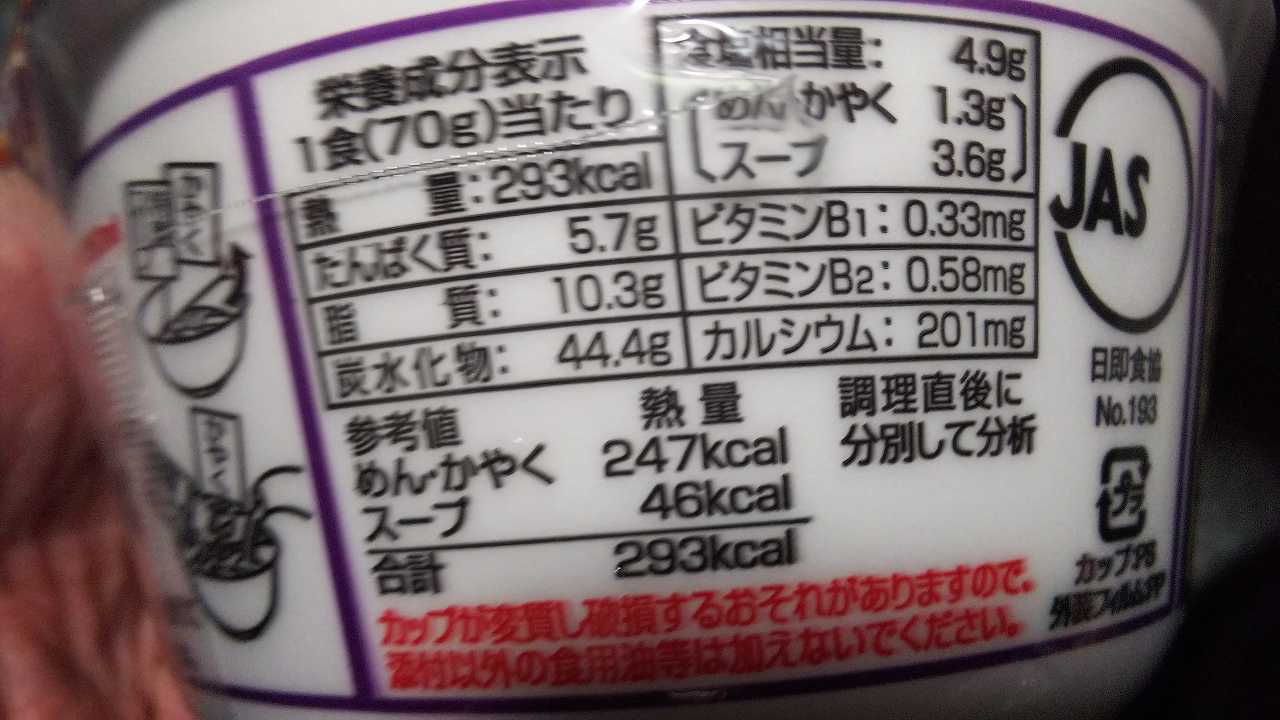 栄養成分表示
1食(70g)当たり
熱量:293kcal
たんぱく質: 5.7g
脂質: 10.3g
炭水化物: 44.4g
食塩相当量: 4.9g
めん・かやく 1.3g
スープ 3.6g
ビタミンB1: 0.33mg
ビタミンB2: 0.58mg
カルシウム: 201mg
参考値 熱量
めん・かやく 247kcal
スープ 46kcal
合計 293kcal
調理直後に
分別して分析
カップが変質し破損するおそれがありますので、
添付以外の食用油等は加えないでください。
JAS
日即食協
No.193
プラ
カップ:PS
外装フィルム:PP
かやく
かやく